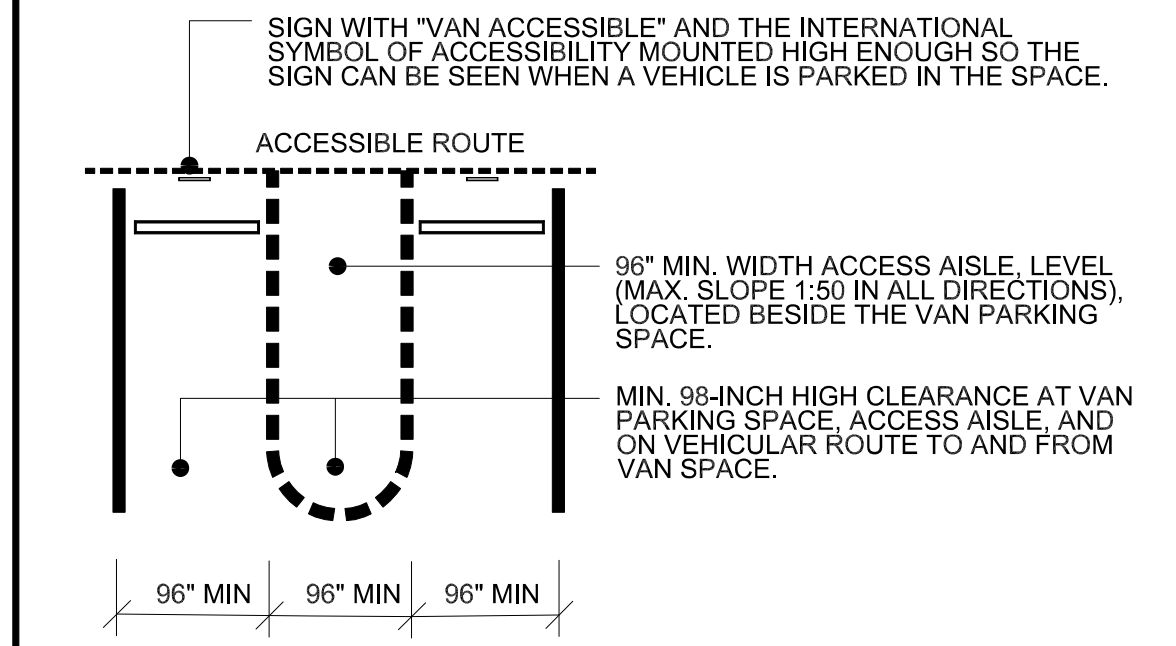 SIGN WITH "VAN ACCESSIBLE" AND THE INTERNATIONAL
SYMBOL OF ACCESSIBILITY MOUNTED HIGH ENOUGH SO THE
SIGN CAN BE SEEN WHEN A VEHICLE IS PARKED IN THE SPACE.
ACCESSIBLE ROUTE
96" MIN. WIDTH ACCESS AISLE, LEVEL
(MAX. SLOPE 1:50 IN ALL DIRECTIONS),
LOCATED BESIDE THE VAN PARKING
SPACE.
MIN. 98-INCH HIGH CLEARANCE AT VAN
PARKING SPACE, ACCESS AISLE, AND
ON VEHICULAR ROUTE TO AND FROM
VAN SPACE.
96" MIN
96" MIN
96" MIN